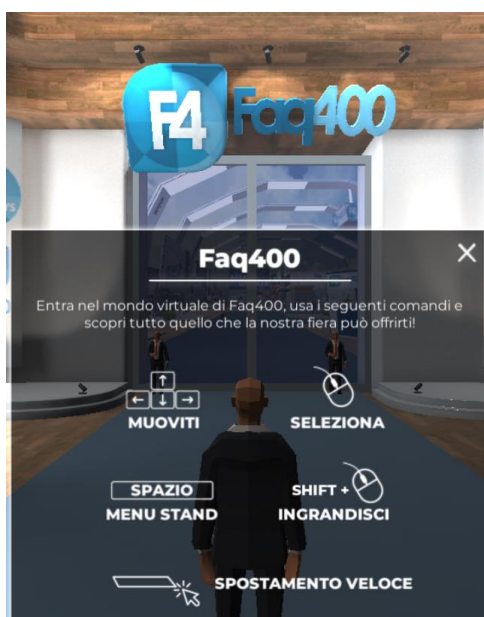 F4 Faq400
Faq400
Entra nel mondo virtuale di Faq400, usa i seguenti comandi e
scopri tutto quello che la nostra fiera può offrirti!
MUOVITI
SELEZIONA
SPAZIO
MENU STAND
SHIFT +
INGRANDISCI
SPOSTAMENTO VELOCE